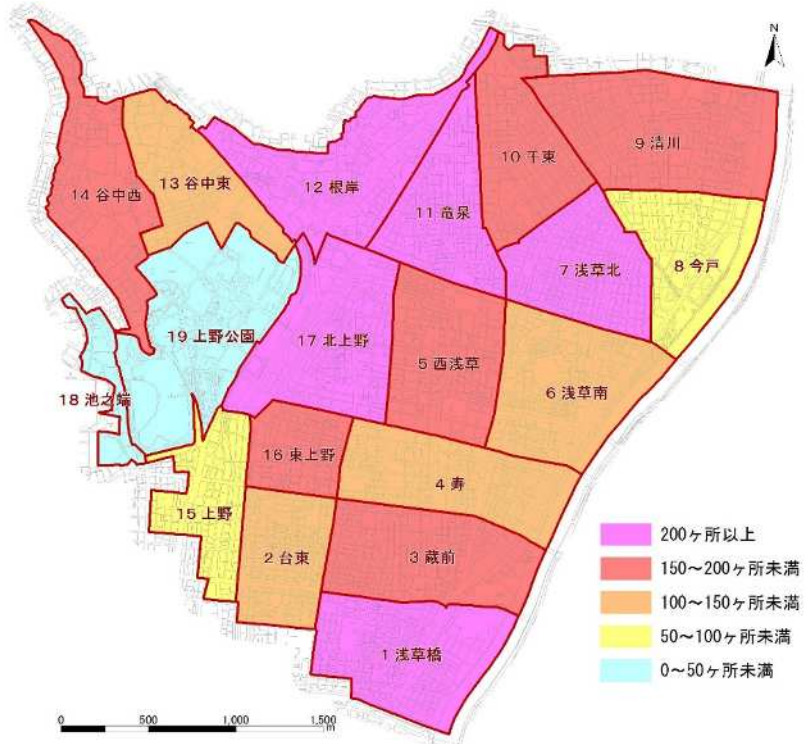 N
9 清川
10 千東
14 谷中西
13 谷中東
12 根岸
11 竜泉
7 浅草北
8 今戸
19 上野公園
17 北上野
5 西浅草
6 浅草南
18 池之端
16 東上野
4 寿
15 上野
2 台東
3 蔵前
1 浅草橋
200ヶ所以上
150～200ヶ所未満
100～150ヶ所未満
50～100ヶ所未満
0～50ヶ所未満
0 500 1,000 1,500
m